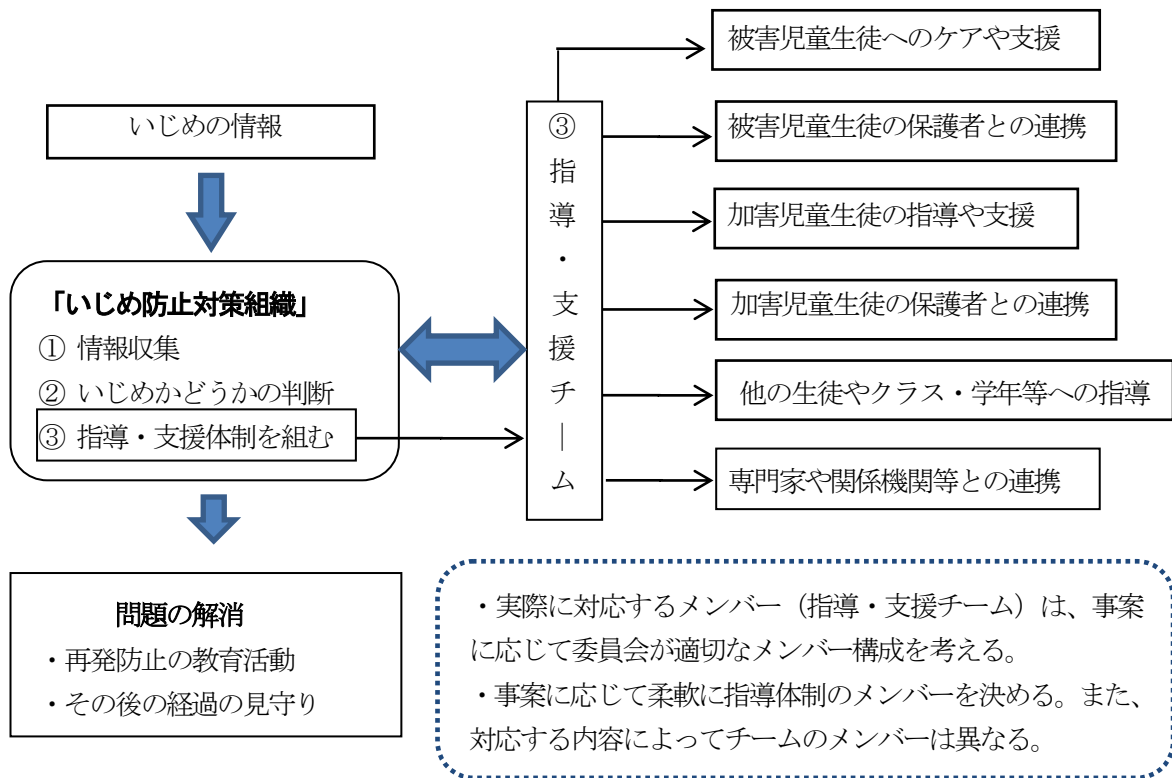 いじめの情報
「いじめ防止対策組織」
① 情報収集
② いじめかどうかの判断
③ 指導・支援体制を組む
問題の解消
・再発防止の教育活動
・その後の経過の見守り
③指導・支援チーム
被害児童生徒へのケアや支援
被害児童生徒の保護者との連携
加害児童生徒の指導や支援
加害児童生徒の保護者との連携
他の生徒やクラス・学年等への指導
専門家や関係機関等との連携
・実際に対応するメンバー（指導・支援チーム）は、事案
に応じて委員会が適切なメンバー構成を考える。
・事案に応じて柔軟に指導体制のメンバーを決める。また、
対応する内容によってチームのメンバーは異なる。